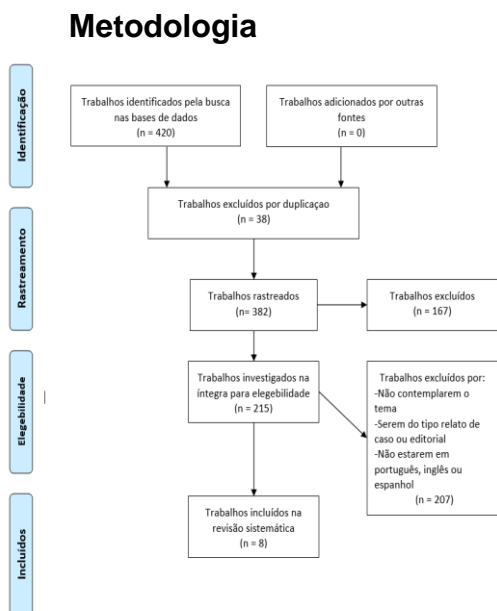 Metodologia
Identificação
Trabalhos identificados pela busca
nas bases de dados
(n = 420)
Trabalhos adicionados por outras
fontes
(n = 0)
Trabalhos excluídos por duplicaçao
(n = 38)
Rastreamento
Trabalhos rastreados
(n= 382)
Trabalhos excluídos
(n = 167)
Elegebilidade
Trabalhos investigados na
íntegra para elegebilidade
(n = 215)
Trabalhos excluídos por:
-Não contemplarem o
tema
-Serem do tipo relato de
caso ou editorial
-Não estarem em
português, inglês ou
espanhol
(n = 207)
Incluídos
Trabalhos incluídos na
revisão sistemática
(n = 8)